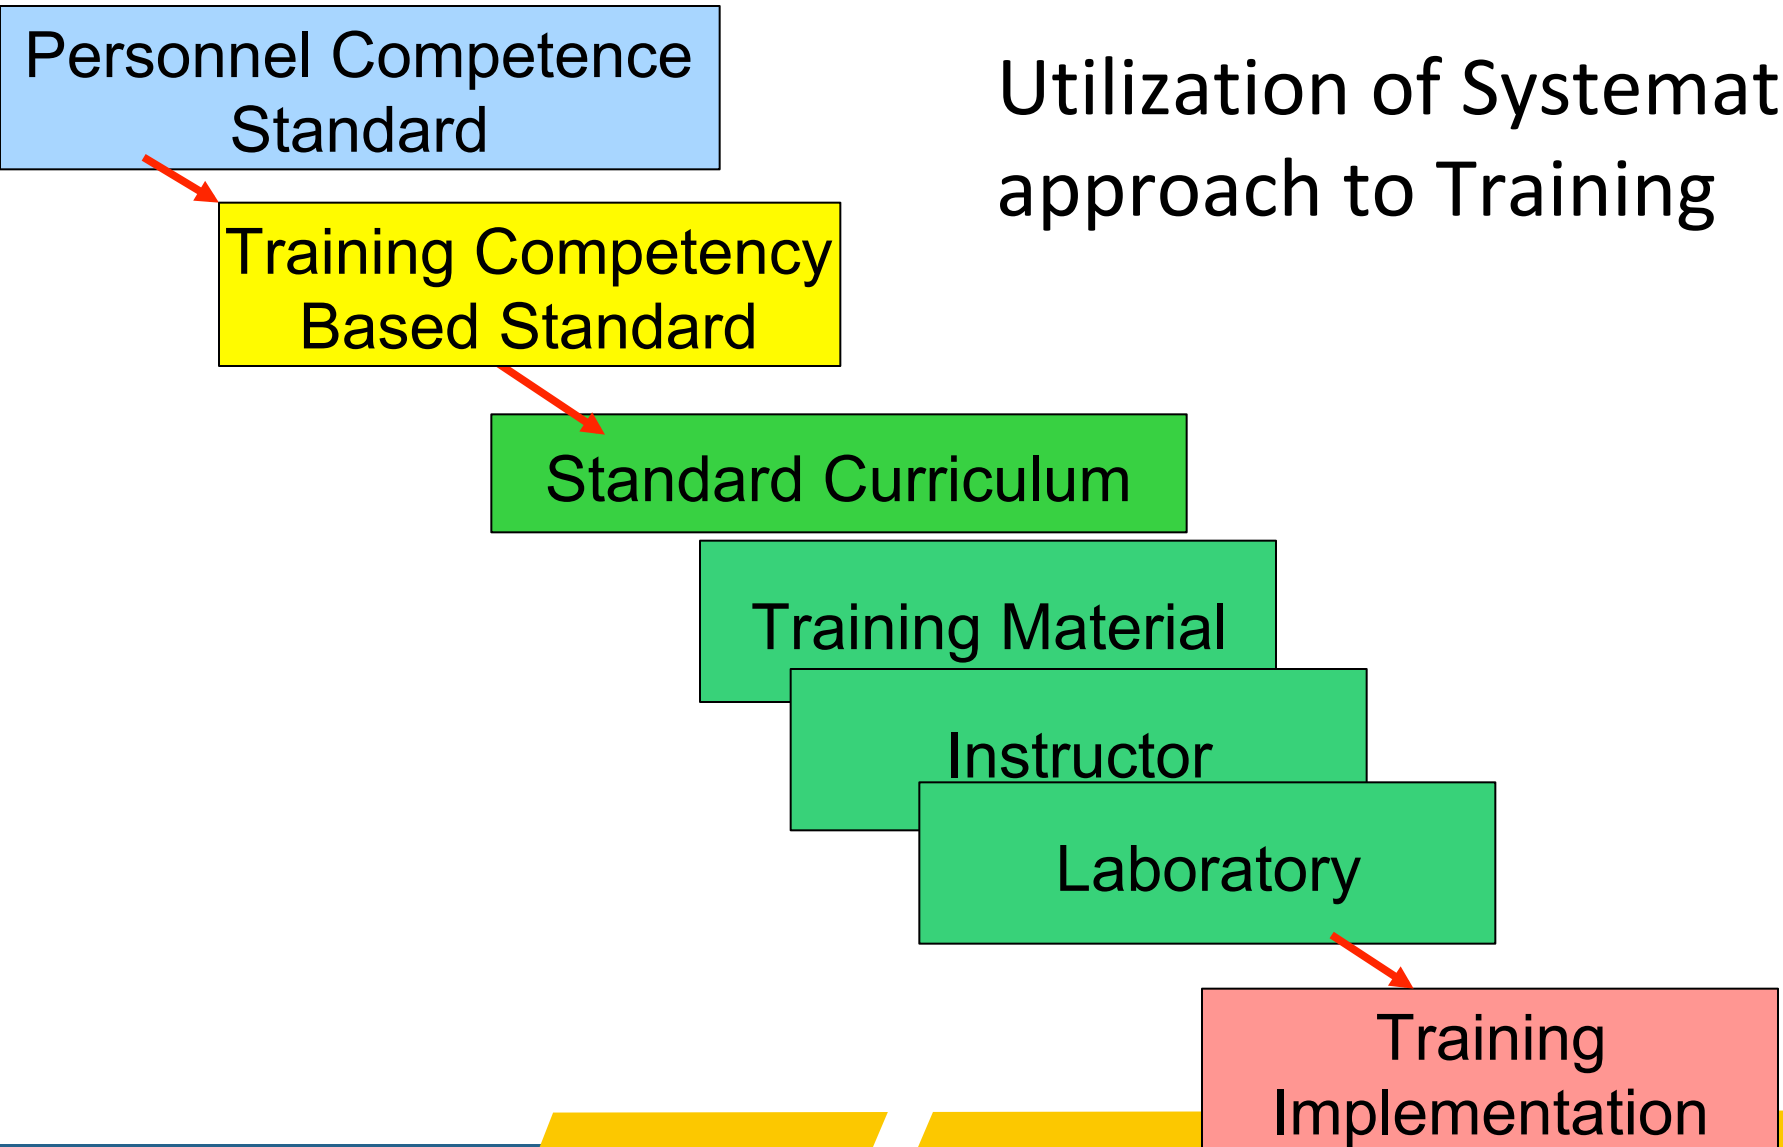 Personnel Competence
Standard
Utilization of Systemat
approach to Training
Training Competency
Based Standard
Standard Curriculum
Training Material
Instructor
Laboratory
Training
Implementation